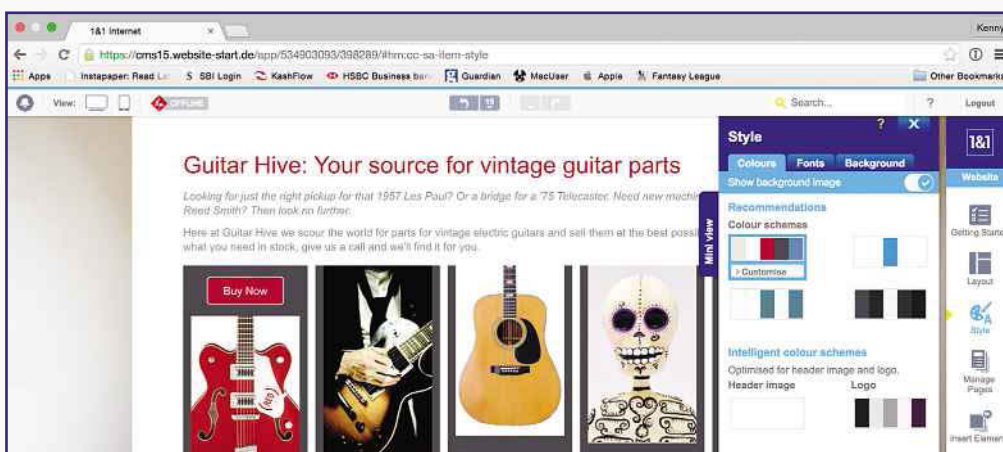 1&1 Internet
Kenny
https://cms15.website-start.de/app/534903093/398289/#hm:cc-sa-item-style
Apps
Instapaper: Read
SBI Login
KashFlow
HSBC Business
Guardian
MacUser
Apple
Fantasy League
Other Bookmarks
View:
OFFLINE
Search...
?
Logout
Guitar Hive: Your source for vintage guitar parts
Looking for just the right pickup for that 1957 Les Paul? Or a bridge for a '75 Telecaster. Need new
Reed Smith? Then look no further.
Here at Guitar Hive we scour the world for parts for vintage electric guitars and sell them at the best
what you need in stock, give us a call and we'll find it for you.
Buy Now
Mini view
Style
?
X
Colours
Fonts
Background
Show background image
Recommendations
Colour schemes
> Customise
Intelligent colour schemes
Optimised for header image and logo.
Header image
Logo
1&1
Website
Getting
Layout
Style
Manage
Pages
Insert